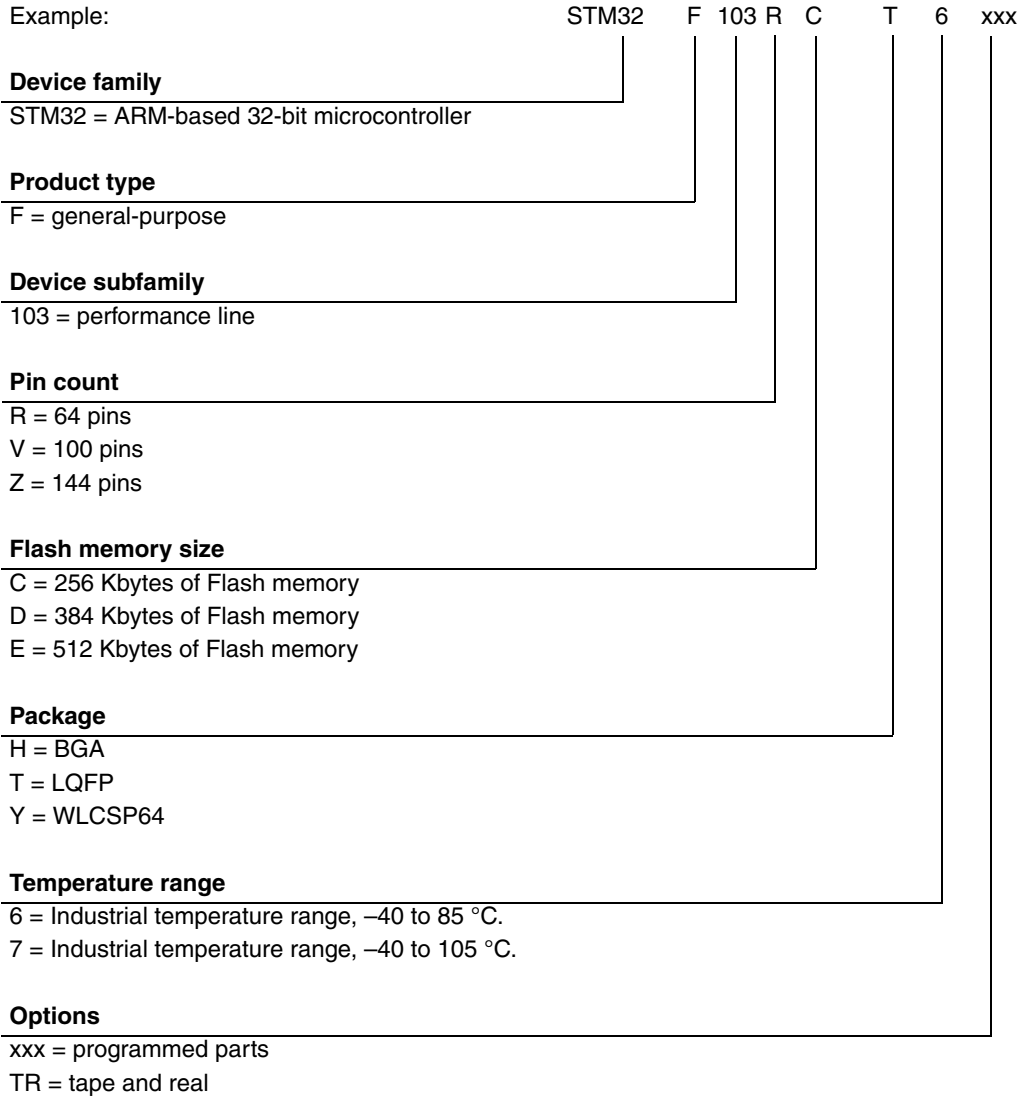 Example: STM32 F 103 R C T 6 xxx
Device family
STM32 = ARM-based 32-bit microcontroller
Product type
F = general-purpose
Device subfamily
103 = performance line
Pin count
R = 64 pins
V = 100 pins
Z = 144 pins
Flash memory size
C = 256 Kbytes of Flash memory
D = 384 Kbytes of Flash memory
E = 512 Kbytes of Flash memory
Package
H = BGA
T = LQFP
Y = WLCSP64
Temperature range
6 = Industrial temperature range, –40 to 85 °C.
7 = Industrial temperature range, –40 to 105 °C.
Options
xxx = programmed parts
TR = tape and real